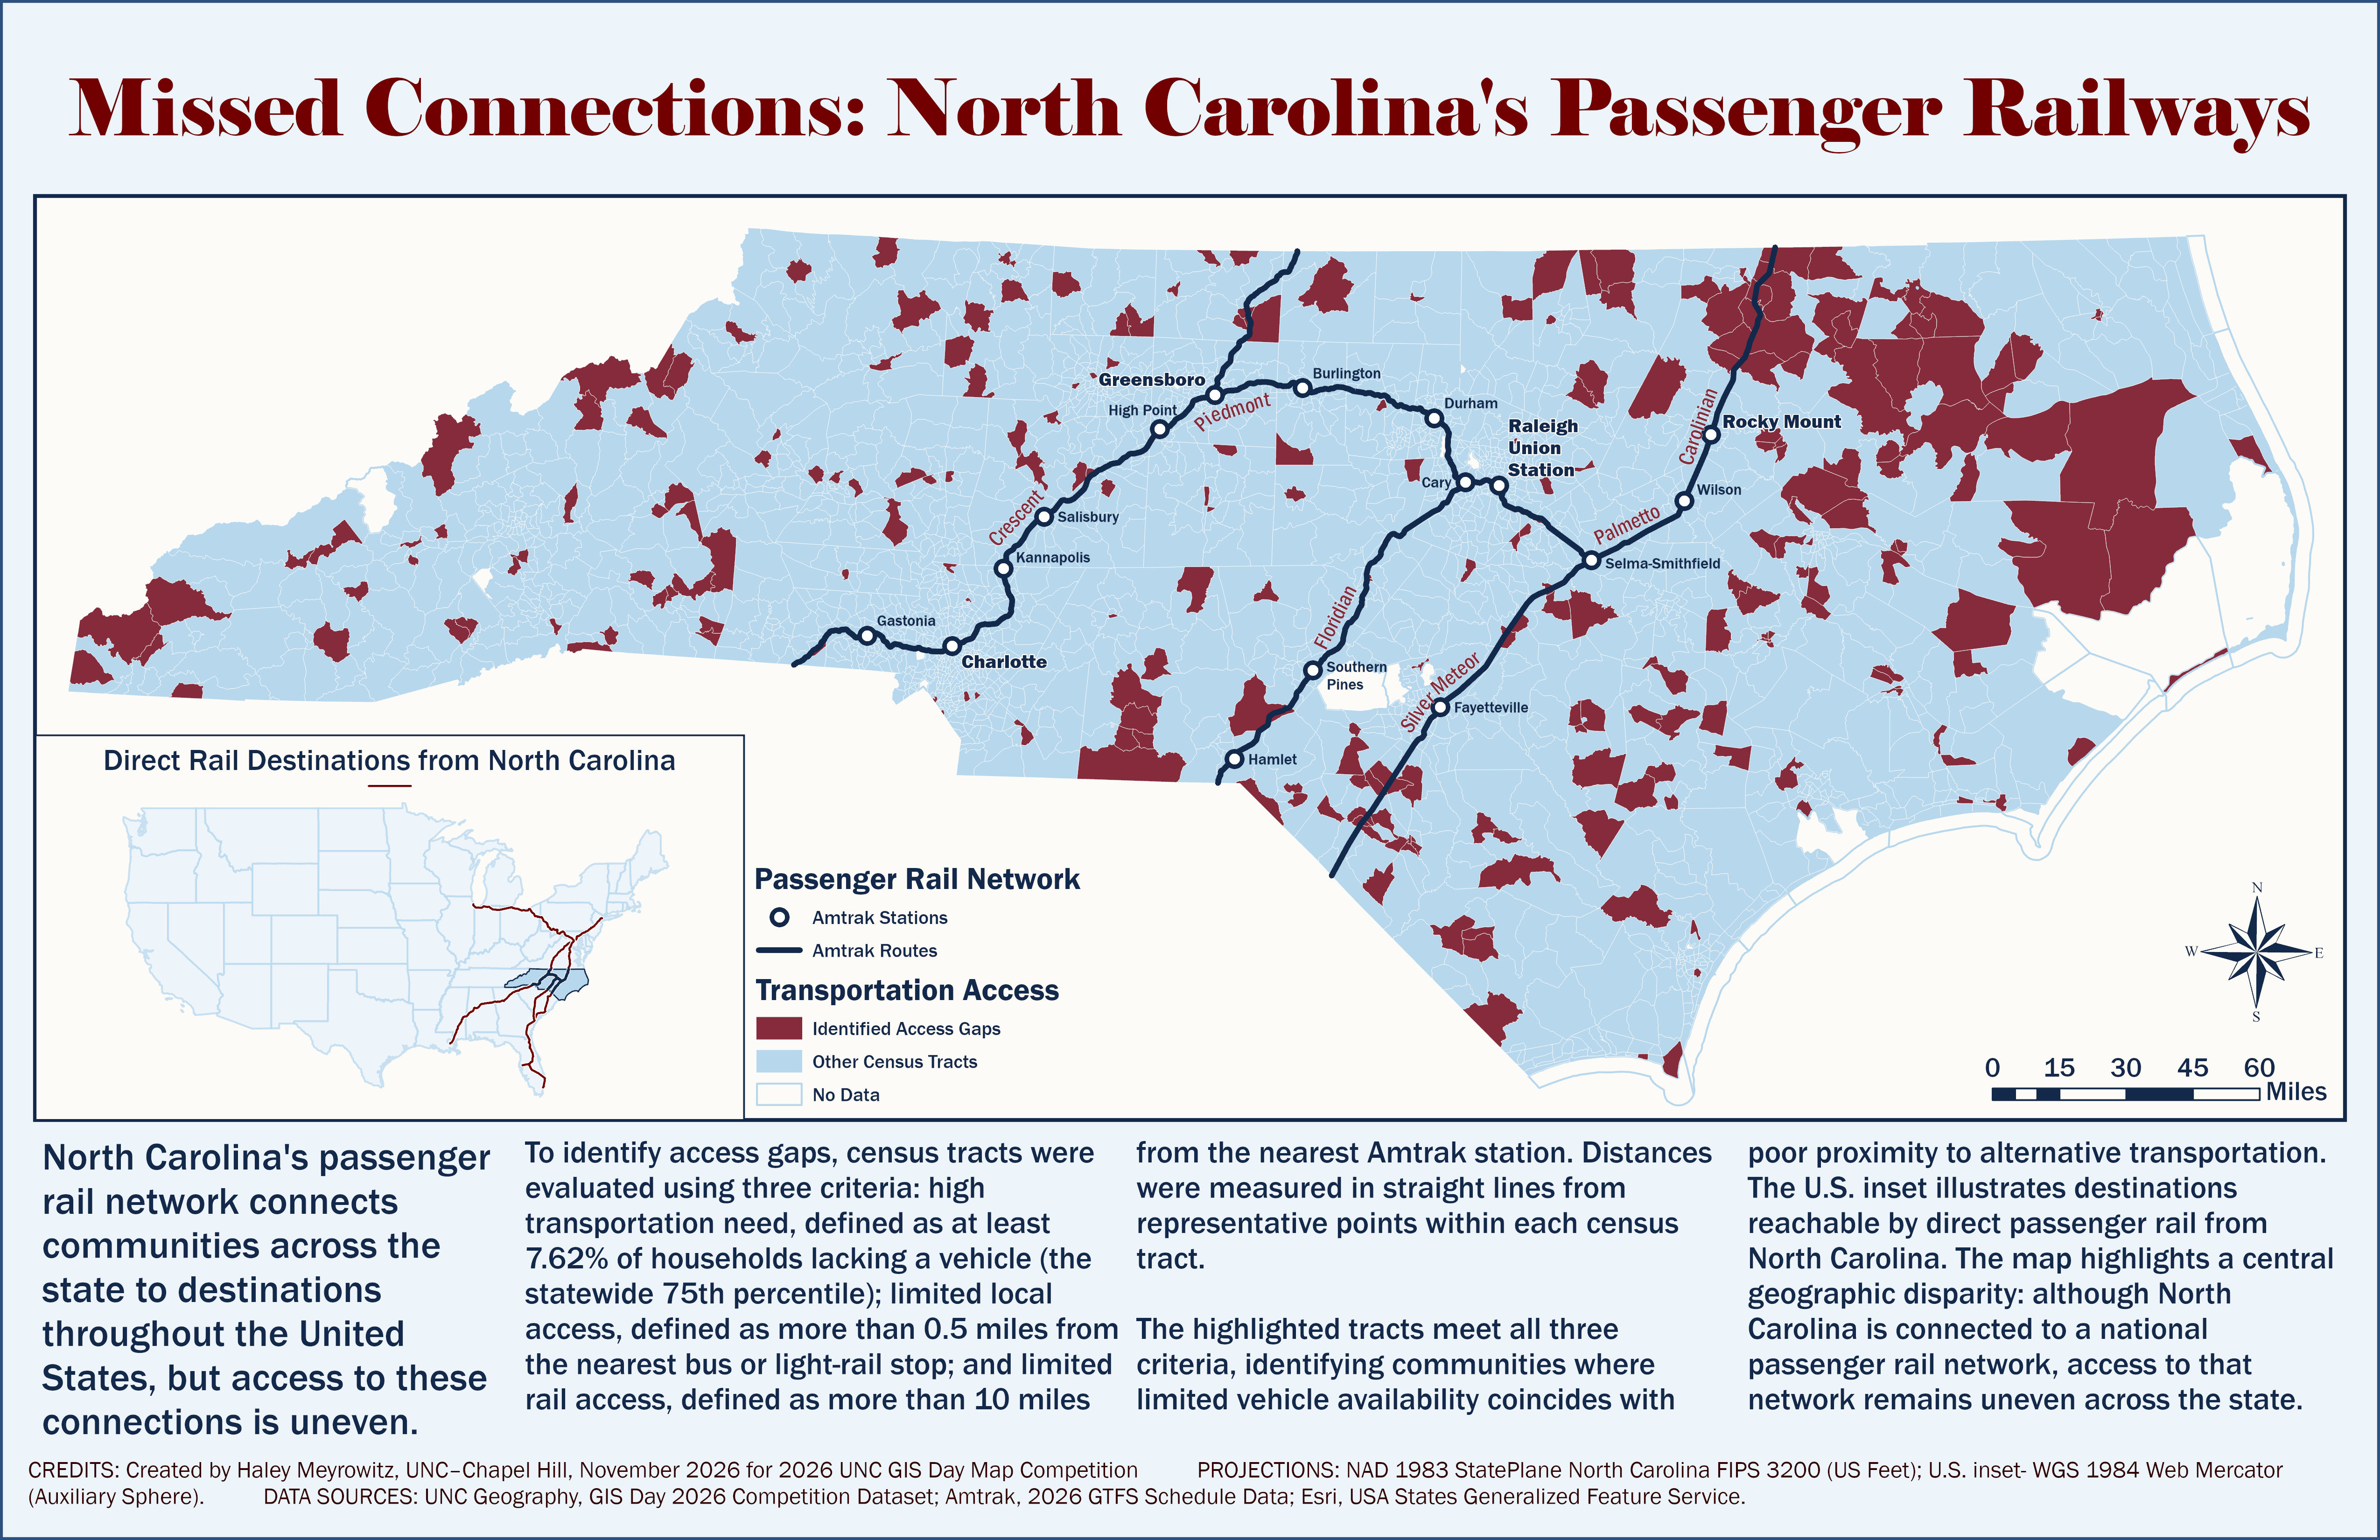 Missed Connections: North Carolina's Passenger Railways
Greensboro
High Point
Piedmont
Burlington
Durham
Raleigh
Union
Station
Cary
Carolinian
Rocky Mount
Wilson
Palmetto
Selma-Smithfield
Crescent
Salisbury
Kannapolis
Gastonia
Charlotte
Floridian
Southern
Pines
Silver Meteor
Fayetteville
Hamlet
Direct Rail Destinations from North Carolina
Passenger Rail Network
Amtrak Stations
Amtrak Routes
Transportation Access
Identified Access Gaps
Other Census Tracts
No Data
N
W
E
S
0 15 30 45 60
Miles
North Carolina's passenger
rail network connects
communities across the
state to destinations
throughout the United
States, but access to these
connections is uneven.
To identify access gaps, census tracts were
evaluated using three criteria: high
transportation need, defined as at least
7.62% of households lacking a vehicle (the
statewide 75th percentile); limited local
access, defined as more than 0.5 miles from
the nearest bus or light-rail stop; and limited
rail access, defined as more than 10 miles
from the nearest Amtrak station. Distances
were measured in straight lines from
representative points within each census
tract.
The highlighted tracts meet all three
criteria, identifying communities where
limited vehicle availability coincides with
poor proximity to alternative transportation.
The U.S. inset illustrates destinations
reachable by direct passenger rail from
North Carolina. The map highlights a central
geographic disparity: although North
Carolina is connected to a national
passenger rail network, access to that
network remains uneven across the state.
CREDITS: Created by Haley Meyrowitz, UNC–Chapel Hill, November 2026 for 2026 UNC GIS Day Map Competition PROJECTIONS: NAD 1983 StatePlane North Carolina FIPS 3200 (US Feet); U.S. inset- WGS 1984 Web Mercator
(Auxiliary Sphere). DATA SOURCES: UNC Geography, GIS Day 2026 Competition Dataset; Amtrak, 2026 GTFS Schedule Data; Esri, USA States Generalized Feature Service.